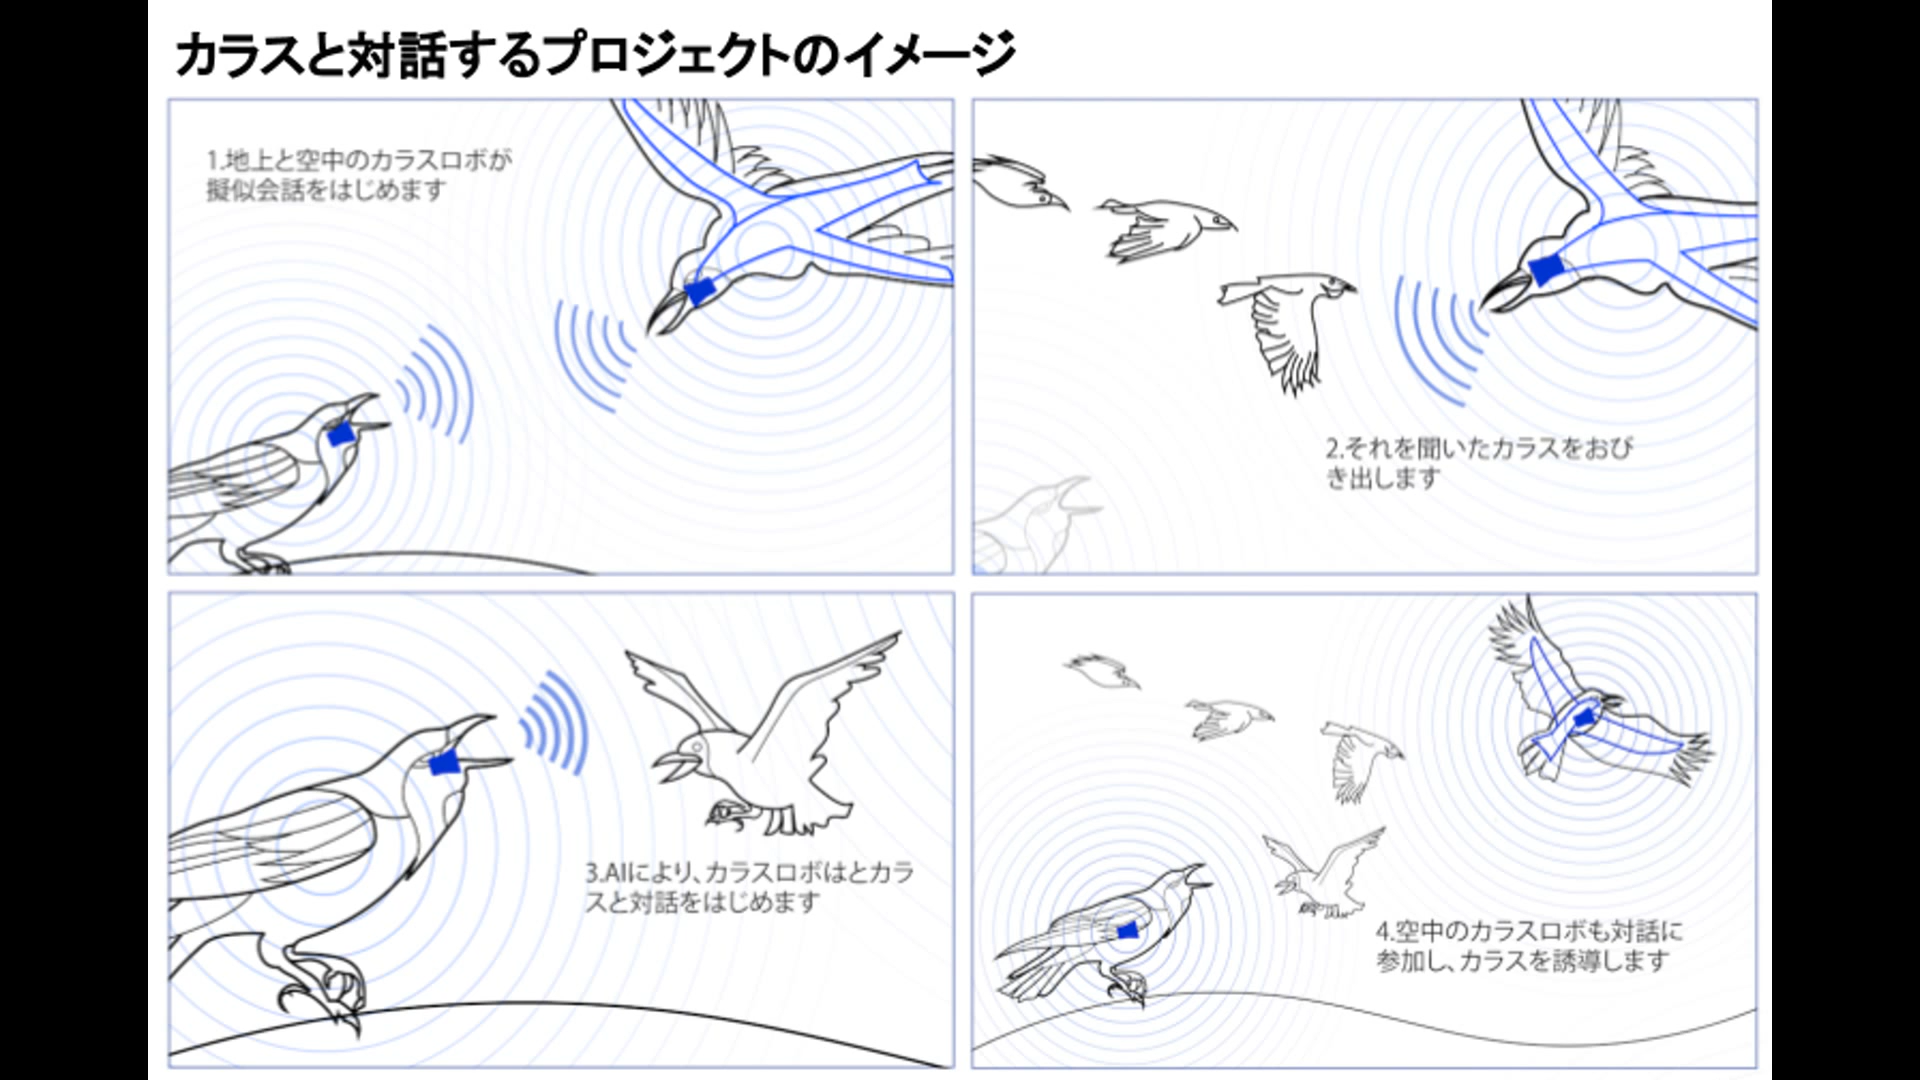 カラスと対話するプロジェクトのイメージ
1.地上と空中のカラスロボが
擬似会話をはじめます
2.それを聞いたカラスをおび
き出します
3.AIにより、カラスロボはとカラ
スと対話をはじめます
4.空中のカラスロボも対話に
参加し、カラスを誘導します